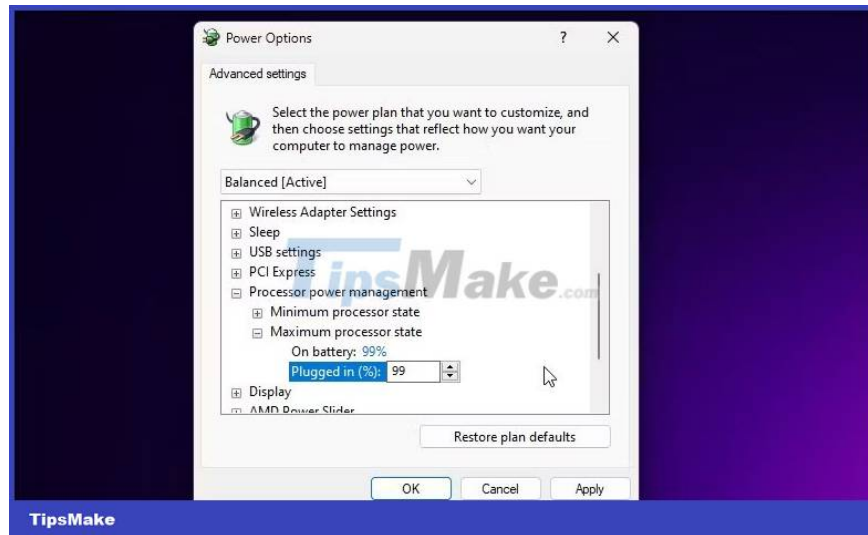 Power Options
?
Advanced settings
Select the power plan that you want to customize, and
then choose settings that reflect how you want your
computer to manage power.
Balanced [Active]
Wireless Adapter Settings
Sleep
USB settings
PCI Express
Processor power management
Minimum processor state
Maximum processor state
On battery: 99%
Plugged in (%): 99
Display
AMD Power Slider
TipsMake.com
Restore plan defaults
OK Cancel Apply
TipsMake